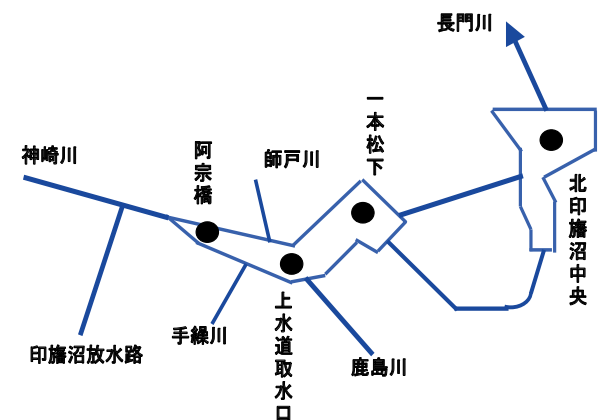 長門川
一本松下
神崎川
阿宗橋
師戸川
北印旛沼中央
印旛沼放水路
手繰川
上水道取水口
鹿島川